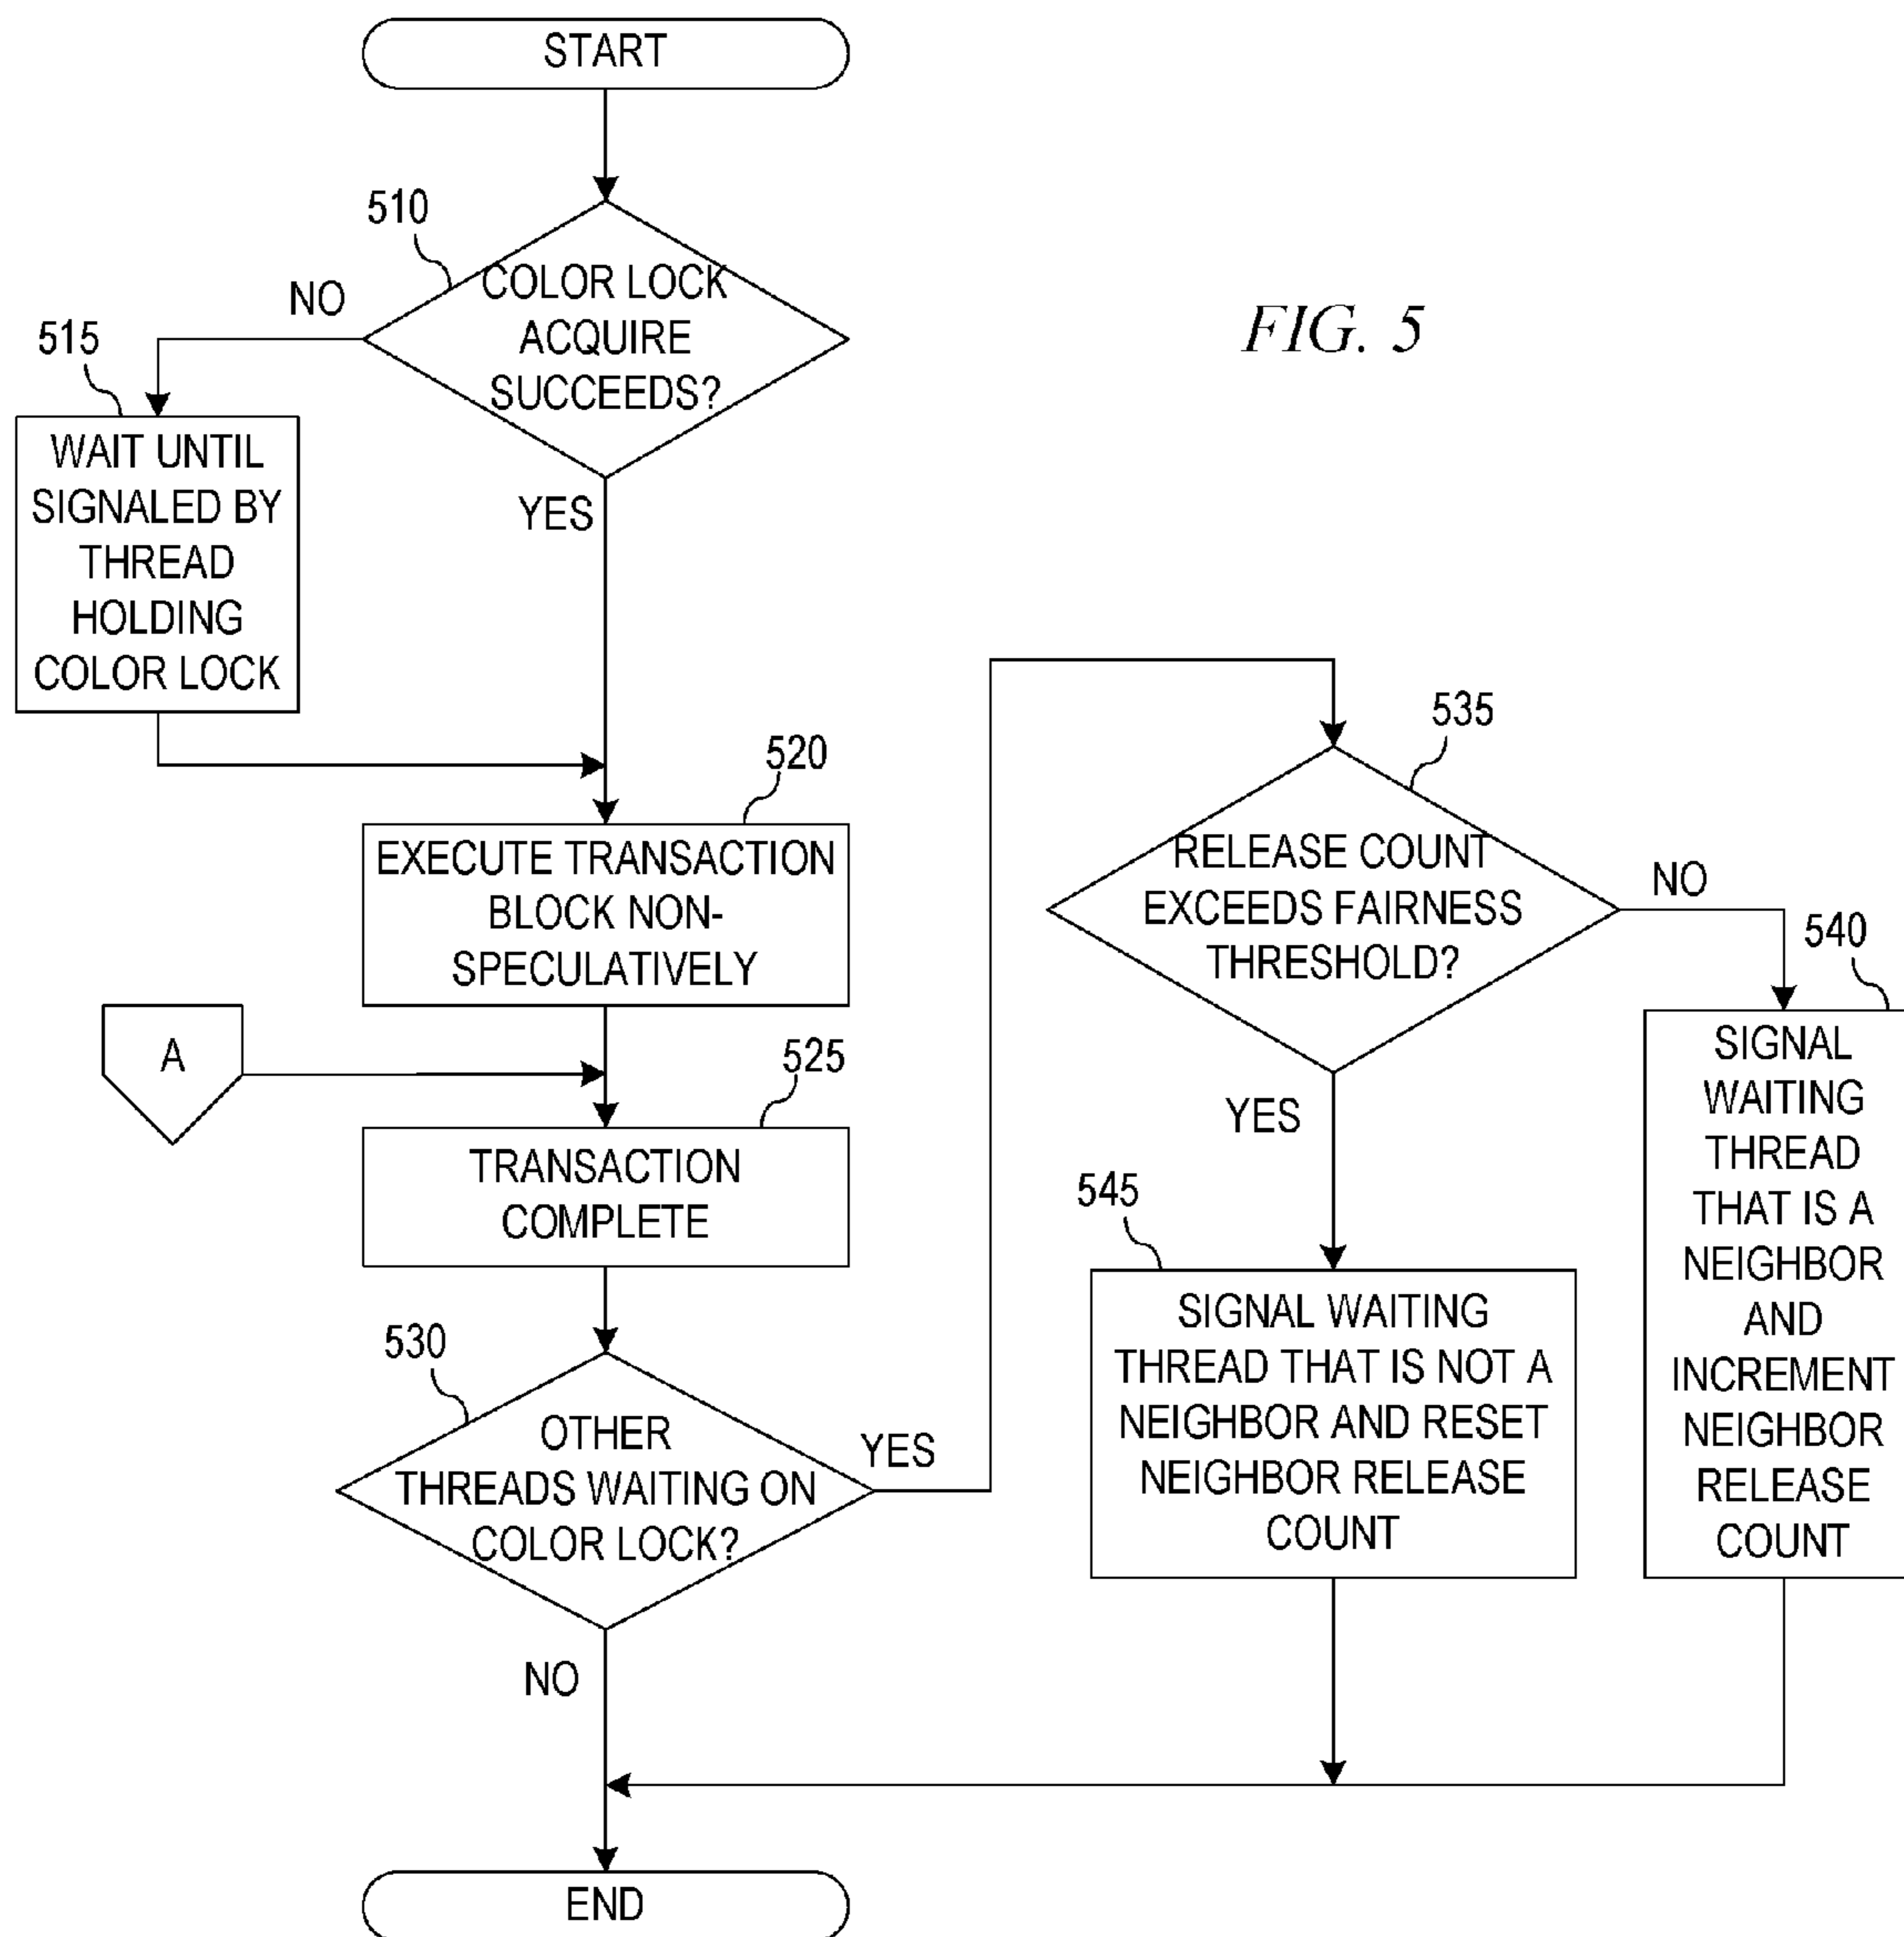 START
510
COLOR LOCK
ACQUIRE
SUCCEEDS?
NO
YES
FIG. 5
515
WAIT UNTIL
SIGNALED BY
THREAD
HOLDING
COLOR LOCK
520
EXECUTE TRANSACTION
BLOCK NON-
SPECULATIVELY
A
525
TRANSACTION
COMPLETE
530
OTHER
THREADS WAITING ON
COLOR LOCK?
YES
NO
535
RELEASE COUNT
EXCEEDS FAIRNESS
THRESHOLD?
NO
YES
540
SIGNAL
WAITING
THREAD
THAT IS A
NEIGHBOR
AND
INCREMENT
NEIGHBOR
RELEASE
COUNT
545
SIGNAL WAITING
THREAD THAT IS NOT A
NEIGHBOR AND RESET
NEIGHBOR RELEASE
COUNT
END